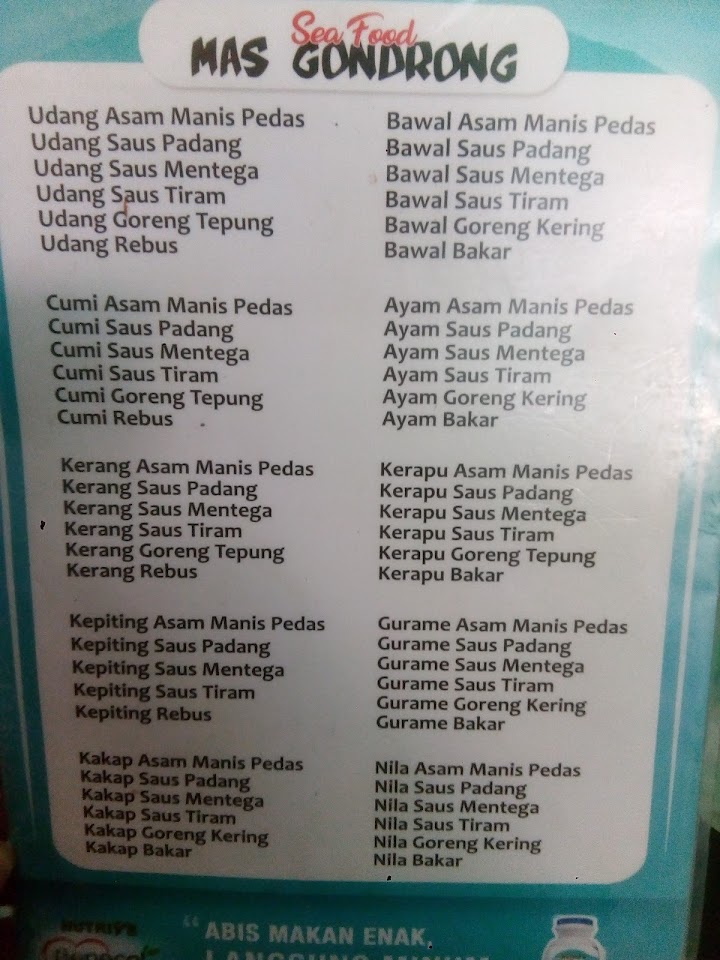 Sea Food
MAS GONDRONG
Udang Asam Manis Pedas
Udang Saus Padang
Udang Saus Mentega
Udang Saus Tiram
Udang Goreng Tepung
Udang Rebus
Cumi Asam Manis Pedas
Cumi Saus Padang
Cumi Saus Mentega
Cumi Saus Tiram
Cumi Goreng Tepung
Cumi Rebus
Kerang Asam Manis Pedas
Kerang Saus Padang
Kerang Saus Mentega
Kerang Saus Tiram
Kerang Goreng Tepung
Kerang Rebus
Kepiting Asam Manis Pedas
Kepiting Saus Padang
Kepiting Saus Mentega
Kepiting Saus Tiram
Kepiting Rebus
Kakap Asam Manis Pedas
Kakap Saus Padang
Kakap Saus Mentega
Kakap Saus Tiram
Kakap Goreng Kering
Kakap Bakar
Bawal Asam Manis Pedas
Bawal Saus Padang
Bawal Saus Mentega
Bawal Saus Tiram
Bawal Goreng Kering
Bawal Bakar
Ayam Asam Manis Pedas
Ayam Saus Padang
Ayam Saus Mentega
Ayam Saus Tiram
Ayam Goreng Kering
Ayam Bakar
Kerapu Asam Manis Pedas
Kerapu Saus Padang
Kerapu Saus Mentega
Kerapu Saus Tiram
Kerapu Goreng Tepung
Kerapu Bakar
Gurame Asam Manis Pedas
Gurame Saus Padang
Gurame Saus Mentega
Gurame Saus Tiram
Gurame Goreng Kering
Gurame Bakar
Nila Asam Manis Pedas
Nila Saus Padang
Nila Saus Mentega
Nila Saus Tiram
Nila Goreng Kering
Nila Bakar
"ABIS MAKAN ENAK,